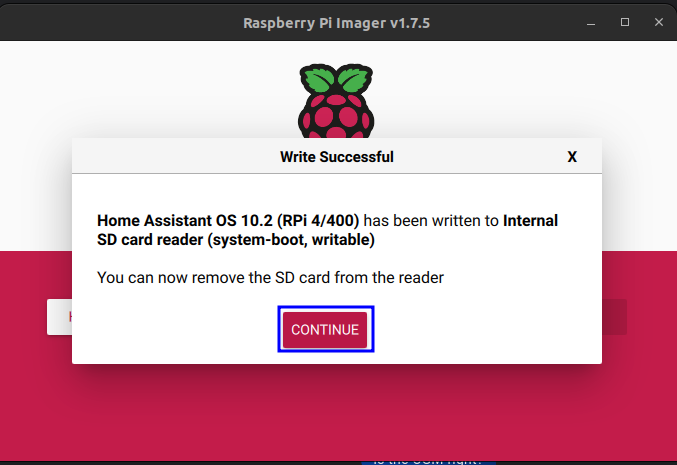 Raspberry Pi Imager v1.7.5
Write Successful
X
Home Assistant OS 10.2 (RPi 4/400) has been written to Internal
SD card reader (system-boot, writable)
You can now remove the SD card from the reader
CONTINUE